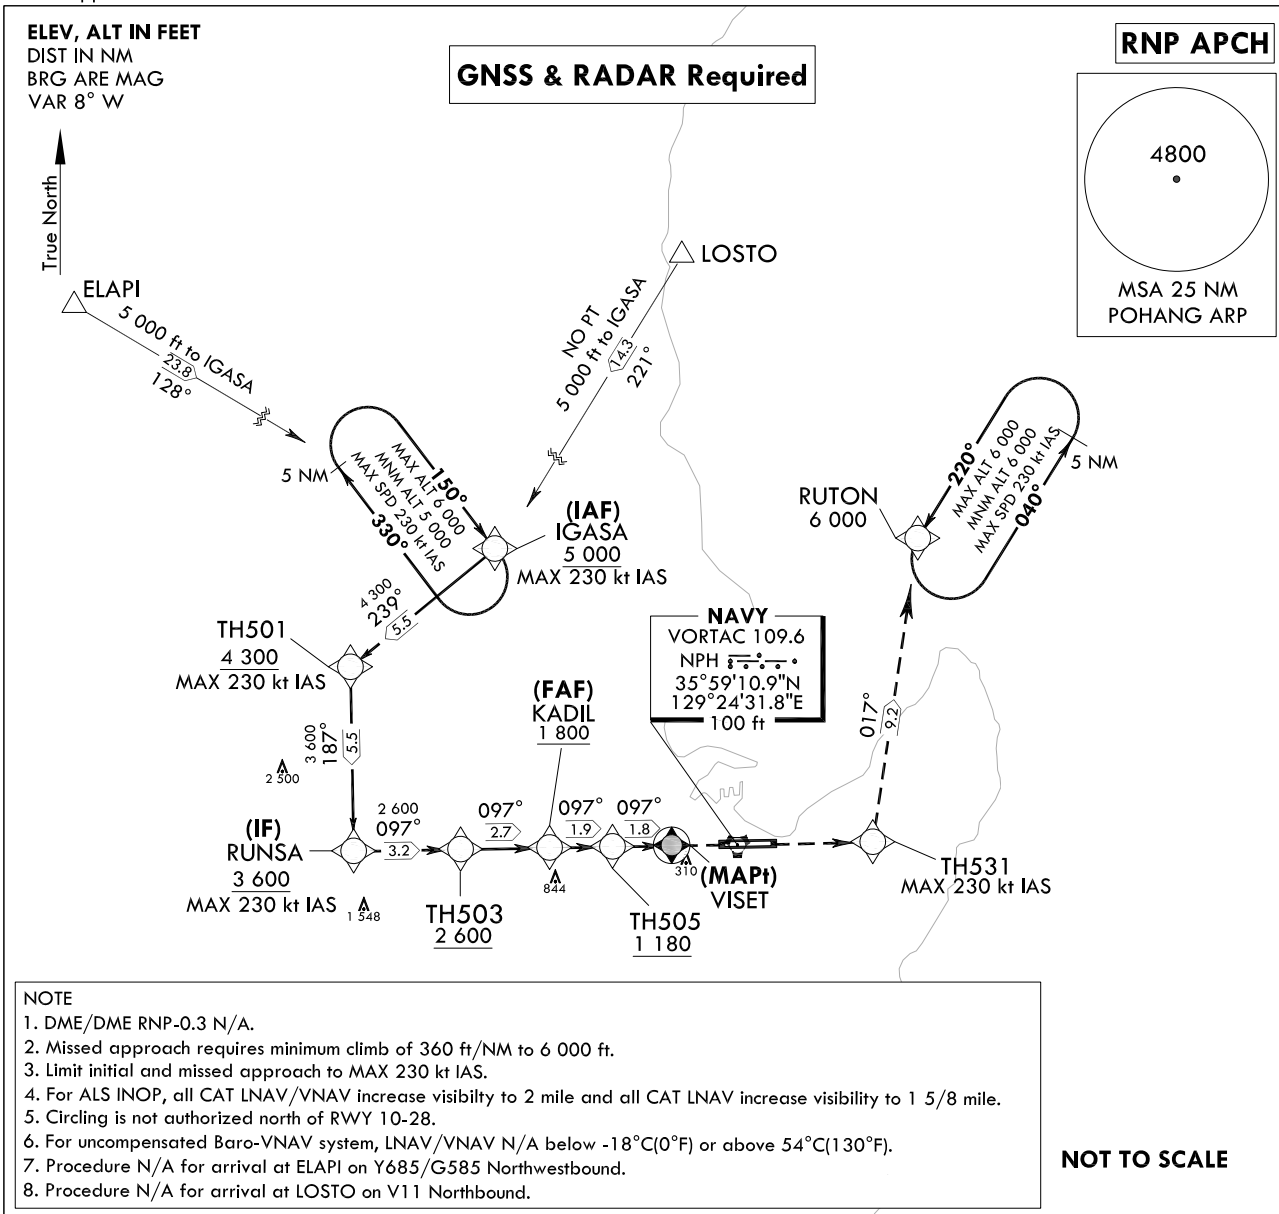 ELEV, ALT IN FEET
DIST IN NM
BRG ARE MAG
VAR 8° W
GNSS & RADAR Required
RNP APCH
4800
MSA 25 NM
POHANG ARP
True North
ELAPI
5 000 ft to IGASA
23.8
128°
LOSTO
NO PT
5 000 ft to IGASA
14.3
221°
5 NM
150°
MAX ALT 6 000
MNM ALT 5 000
MAX SPD 230 kt IAS
330°
(IAF)
IGASA
5 000
MAX 230 kt IAS
RUTON
6 000
220°
MAX ALT 6 000
MNM ALT 6 000
MAX SPD 230 kt IAS
040°
5 NM
4 300
239°
5.5
TH501
4 300
MAX 230 kt IAS
3 600
187°
5.5
2 500
NAVY
VORTAC 109.6
NPH
35°59'10.9"N
129°24'31.8"E
100 ft
017°
9.2
(FAF)
KADIL
1 800
(IF)
RUNSA
3 600
MAX 230 kt IAS
1 548
2 600
097°
3.2
097°
2.7
097°
1.9
097°
1.8
844
310
TH503
2 600
TH505
1 180
(MAPt)
VISET
TH531
MAX 230 kt IAS
NOTE
1. DME/DME RNP-0.3 N/A.
2. Missed approach requires minimum climb of 360 ft/NM to 6 000 ft.
3. Limit initial and missed approach to MAX 230 kt IAS.
4. For ALS INOP, all CAT LNAV/VNAV increase visibilty to 2 mile and all CAT LNAV increase visibility to 1 5/8 mile.
5. Circling is not authorized north of RWY 10-28.
6. For uncompensated Baro-VNAV system, LNAV/VNAV N/A below -18°C(0°F) or above 54°C(130°F).
7. Procedure N/A for arrival at ELAPI on Y685/G585 Northwestbound.
8. Procedure N/A for arrival at LOSTO on V11 Northbound.
NOT TO SCALE